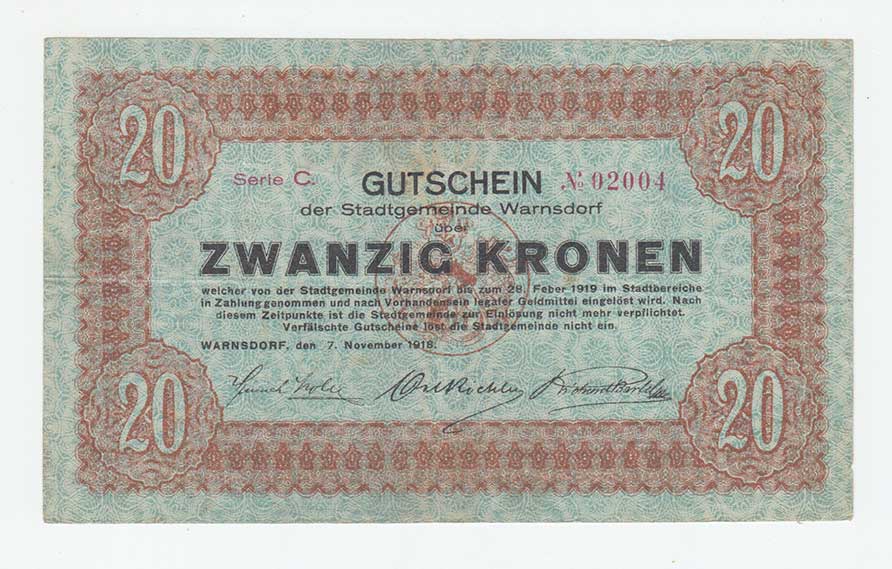 20 20
Serie C. GUTSCHEIN № 02004
der Stadtgemeinde Warnsdorf
über
ZWANZIG KRONEN
welcher von der Stadtgemeinde Warnsdorf bis zum 28. Feber 1919 im Stadtbereiche
in Zahlung genommen und nach Vorhandensein legaler Geldmittel eingelöst wird. Nach
diesem Zeitpunkte ist die Stadtgemeinde zur Einlösung nicht mehr verpflichtet.
Verfälschte Gutscheine löst die Stadtgemeinde nicht ein.
WARNSDORF, den 7. November 1918.
20 20